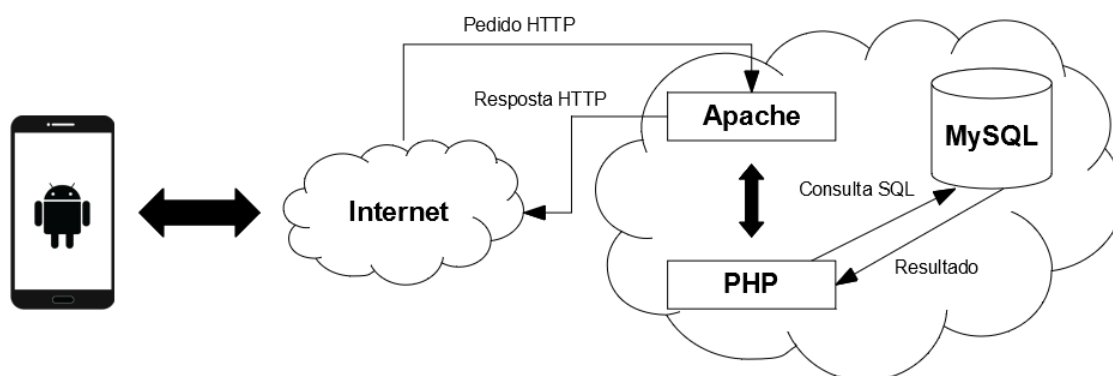 Pedido HTTP
Resposta HTTP
Apache
MySQL
Consulta SQL
Internet
Resultado
PHP